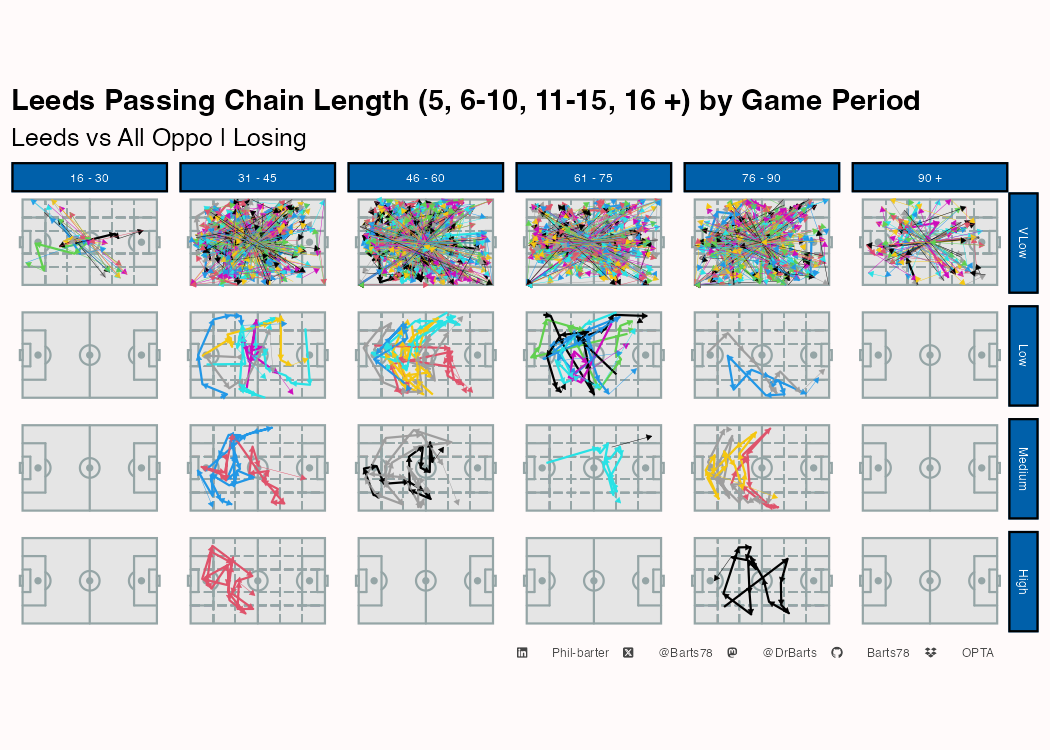 Leeds Passing Chain Length (5, 6-10, 11-15, 16 +) by Game Period
Leeds vs All Oppo | Losing
16 - 30 31 - 45 46 - 60 61 - 75 76 - 90 90 +
VLow
Low
Medium
High
Phil-barter @Barts78 @DrBarts Barts78 OPTA